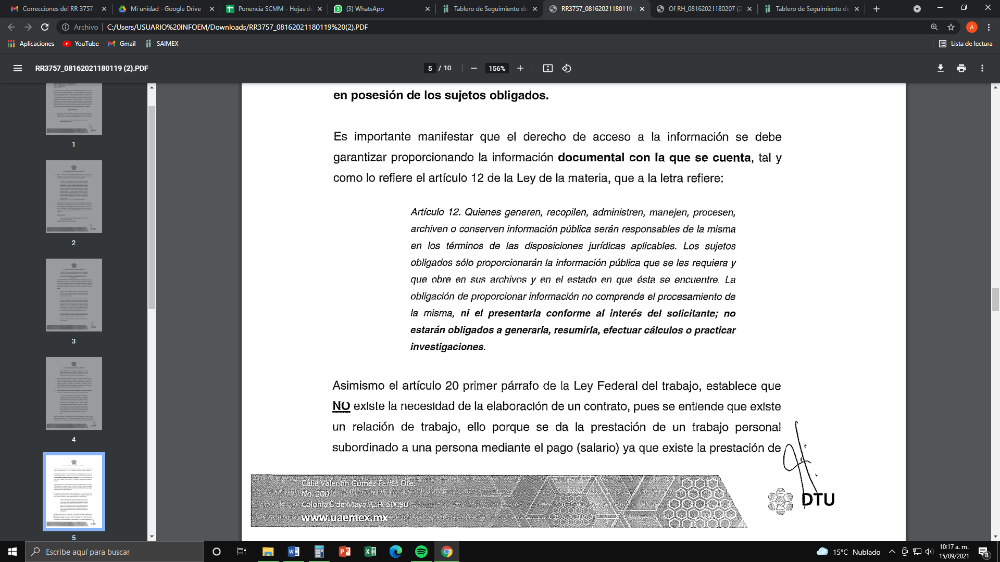 Correcciones del RR 3757 -
Mi unidad - Google Drive
Ponencia SCMM - Hojas de
(3) WhatsApp
Tablero de Seguimiento de
RR3757_08162021180119
Of RH_08162021180207 (2
Tablero de Seguimiento de
Archivo
C:/Users/USUARIO%20INFOEM/Downloads/RR3757_08162021180119%20(2).PDF
A
Aplicaciones
YouTube
Gmail
SAIMEX
Lista de lectura
RR3757_08162021180119 (2).PDF
5 / 10
156%
1
2
3
4
5
en posesión de los sujetos obligados.
Es importante manifestar que el derecho de acceso a la información se debe
garantizar proporcionando la información documental con la que se cuenta, tal y
como lo refiere el artículo 12 de la Ley de la materia, que a la letra refiere:
Artículo 12. Quienes generen, recopilen, administren, manejen, procesen,
archiven o conserven información pública serán responsables de la misma
en los términos de las disposiciones jurídicas aplicables. Los sujetos
obligados sólo proporcionarán la información pública que se les requiera y
que obre en sus archivos y en el estado en que ésta se encuentre. La
obligación de proporcionar información no comprende el procesamiento de
la misma, ni el presentarla conforme al interés del solicitante; no
estarán obligados a generarla, resumirla, efectuar cálculos o practicar
investigaciones.
Asimismo el artículo 20 primer párrafo de la Ley Federal del trabajo, establece que
NO existe la necesidad de la elaboración de un contrato, pues se entiende que existe
un relación de trabajo, ello porque se da la prestación de un trabajo personal
subordinado a una persona mediante el pago (salario) ya que existe la prestación de
Calle Valentín Gómez Farías Ote.
No. 200
Colonia 5 de Mayo. C.P. 50090
www.uaemex.mx
DTU
Escribe aquí para buscar
15°C Nublado
10:17 a. m.
15/09/2021
8